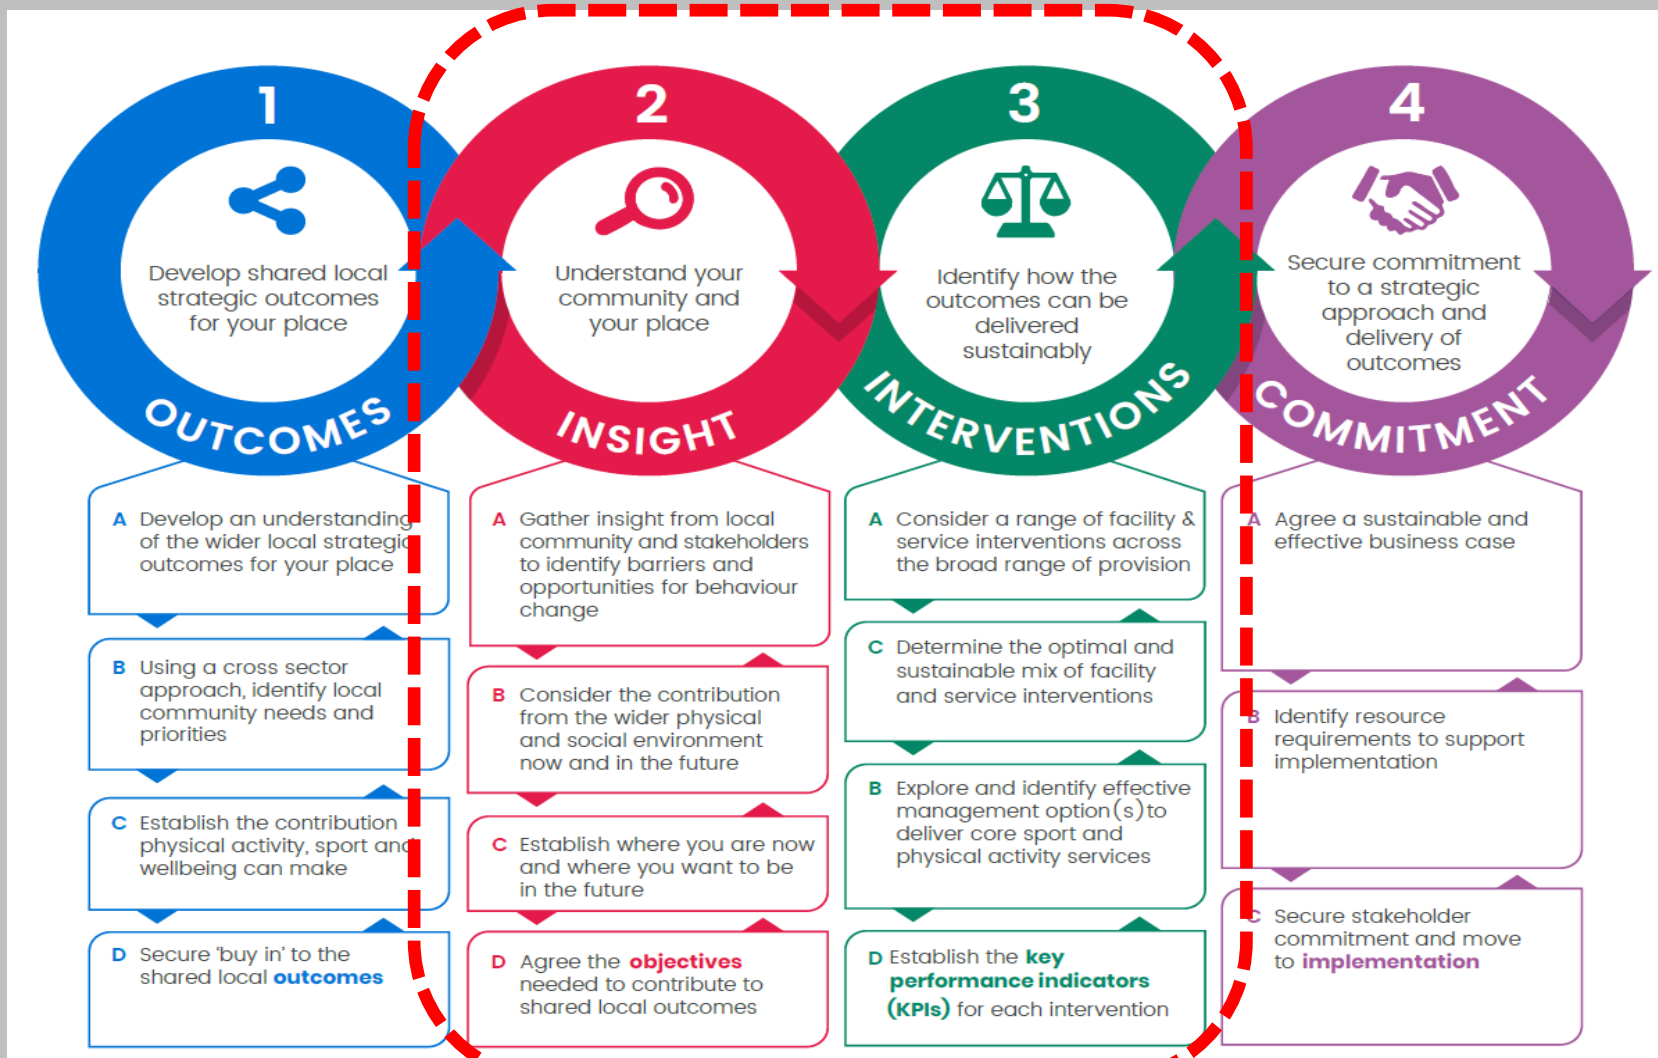 1
Develop shared local
strategic outcomes
for your place
OUTCOMES
A Develop an understanding
of the wider local strategic
outcomes for your place
B Using a cross sector
approach, identify local
community needs and
priorities
C Establish the contribution
physical activity, sport and
wellbeing can make
D Secure ‘buy in’ to the
shared local outcomes
2
Understand your
community and
your place
INSIGHT
A Gather insight from local
community and stakeholders
to identify barriers and
opportunities for behaviour
change
B Consider the contribution
from the wider physical
and social environment
now and in the future
C Establish where you are now
and where you want to be
in the future
D Agree the objectives
needed to contribute to
shared local outcomes
3
Identify how the
outcomes can be
delivered
sustainably
INTERVENTIONS
A Consider a range of facility &
service interventions across
the broad range of provision
C Determine the optimal and
sustainable mix of facility
and service interventions
B Explore and identify effective
management option(s)to
deliver core sport and
physical activity services
D Establish the key
performance indicators
(KPIs) for each intervention
4
Secure commitment
to a strategic
approach and
delivery of
outcomes
COMMITMENT
A Agree a sustainable and
effective business case
B Identify resource
requirements to support
implementation
C Secure stakeholder
commitment and move
to implementation